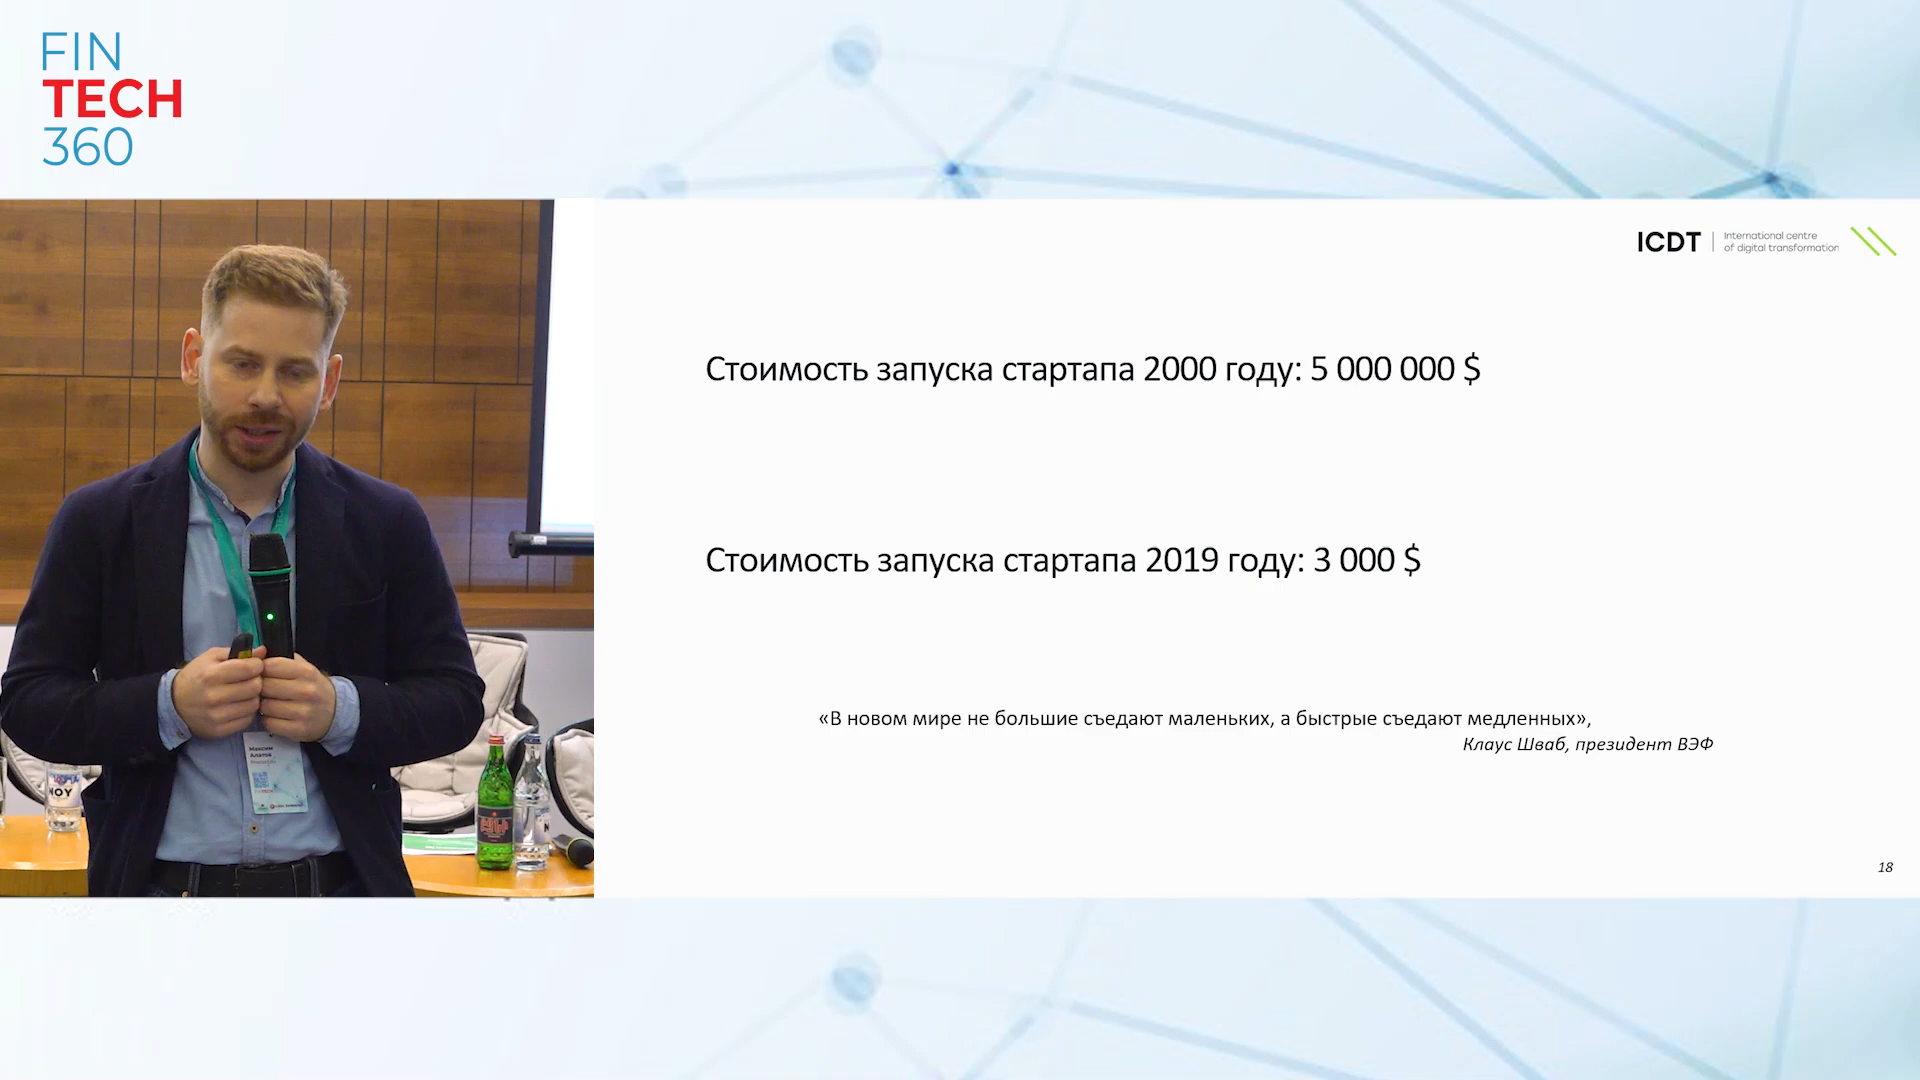 FIN
TECH
360
ICDT
International centre
of digital transformation
Стоимость запуска стартапа 2000 году: 5 000 000 $
Стоимость запуска стартапа 2019 году: 3 000 $
«В новом мире не большие съедают маленьких, а быстрые съедают медленных»,
Клаус Шваб, президент ВЭФ
18
Максим
NOY